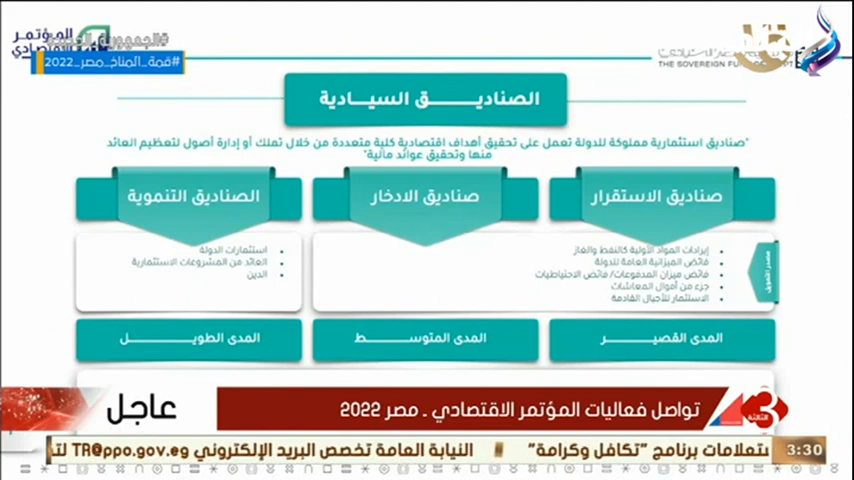 المؤتمر
الاقتصادي
#الجمهورية_الجديدة
#قمة_المناخ_مصر_2022
THE SOVEREIGN FUND OF EGYPT
الصناديق السيادية
"صناديق استثمارية مملوكة للدولة تعمل على تحقيق أهداف اقتصادية كلية متعددة من خلال تملك أو إدارة أصول لتعظيم العائد
منها وتحقيق عوائد مالية"
صناديق الاستقرار
صناديق الادخار
الصناديق التنموية
مصدر التمويل
• إيرادات المواد الأولية كالنفط والغاز
• فائض الميزانية العامة للدولة
• فائض ميزان المدفوعات/ فائض الاحتياطيات
• جزء من أموال المعاشات
• الاستثمار للأجيال القادمة
• استثمارات الدولة
• العائد من المشروعات الاستثمارية
• الدين
المدى القصير
المدى المتوسط
المدى الطويل
عاجل
تواصل فعاليات المؤتمر الاقتصادي - مصر 2022
3
الثالثة
3:30
ستعلامات برنامج "تكافل وكرامة"
النيابة العامة تخصص البريد الإلكتروني TR@ppo.gov.eg لتد